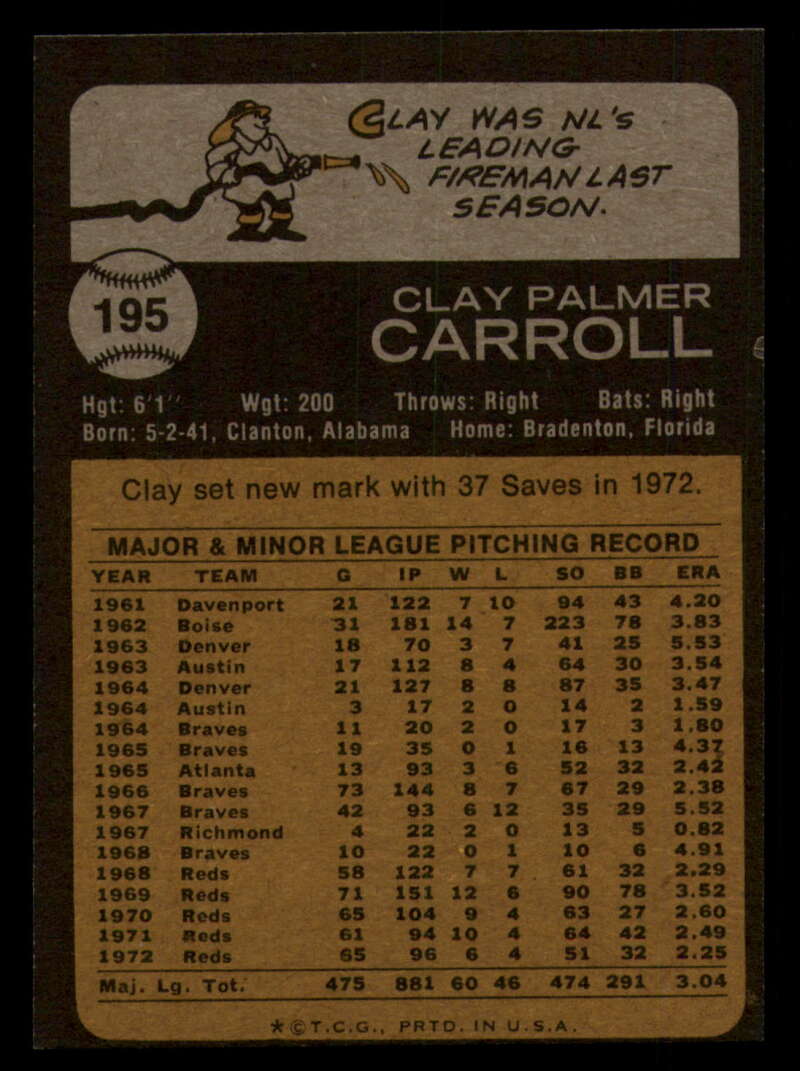 CLAY WAS NL'S
LEADING
FIREMAN LAST
SEASON.
195
CLAY PALMER
CARROLL
Hgt: 6'1" Wgt: 200 Throws: Right Bats: Right
Born: 5-2-41, Clanton, Alabama Home: Bradenton, Florida
Clay set new mark with 37 Saves in 1972.
MAJOR & MINOR LEAGUE PITCHING RECORD
YEAR TEAM G IP W L SO BB ERA
1961 Davenport 21 122 7 10 94 43 4.20
1962 Boise 31 181 14 7 223 78 3.83
1963 Denver 18 70 3 7 41 25 5.53
1963 Austin 17 112 8 4 64 30 3.54
1964 Denver 21 127 8 8 87 35 3.47
1964 Austin 3 17 2 0 14 2 1.59
1964 Braves 11 20 2 0 17 3 1.80
1965 Braves 19 35 0 1 16 13 4.37
1965 Atlanta 13 93 3 6 52 32 2.42
1966 Braves 73 144 8 7 67 29 2.38
1967 Braves 42 93 6 12 35 29 5.52
1967 Richmond 4 22 2 0 13 5 0.82
1968 Braves 10 22 0 1 10 6 4.91
1968 Reds 58 122 7 7 61 32 2.29
1969 Reds 71 151 12 6 90 78 3.52
1970 Reds 65 104 9 4 63 27 2.60
1971 Reds 61 94 10 4 64 42 2.49
1972 Reds 65 96 6 4 51 32 2.25
Maj. Lg. Tot. 475 881 60 46 474 291 3.04
*©T.C.G., PRTD. IN U.S.A.